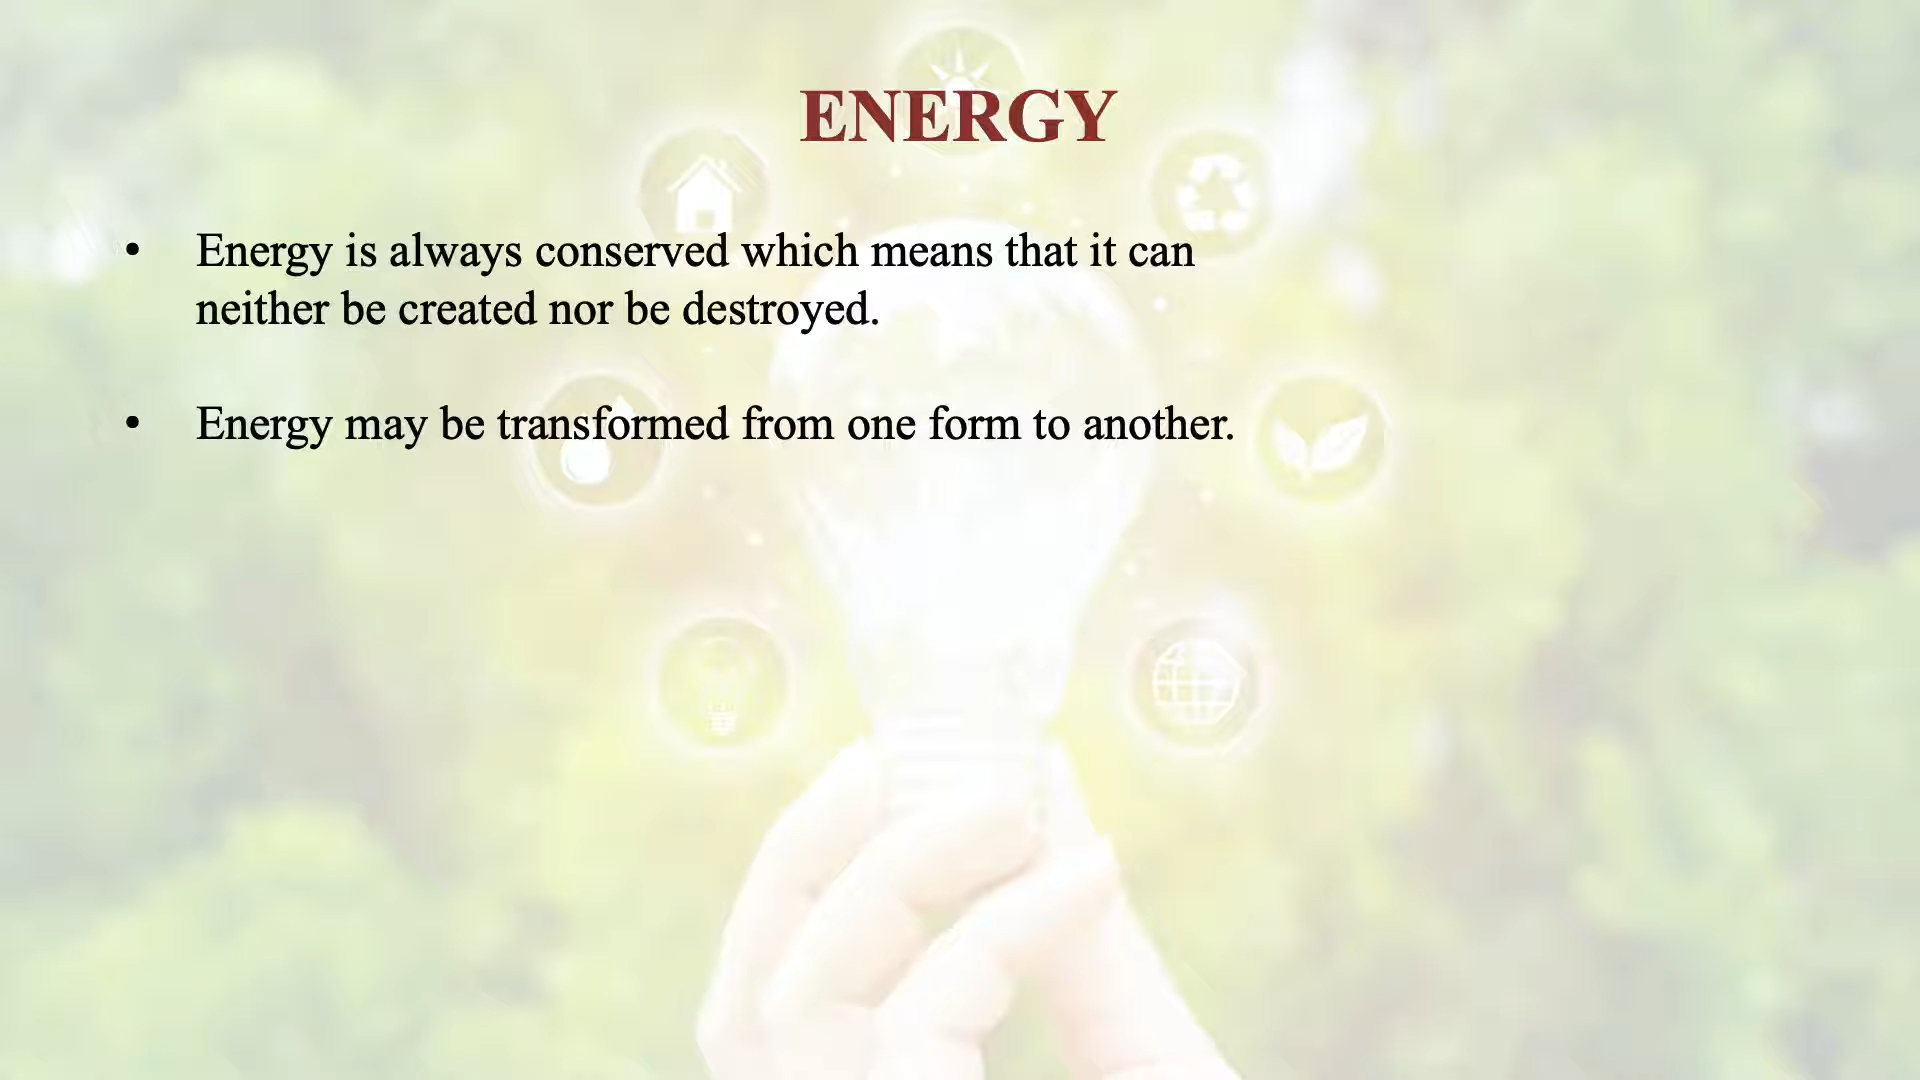 ENERGY
• Energy is always conserved which means that it can
neither be created nor be destroyed.
• Energy may be transformed from one form to another.